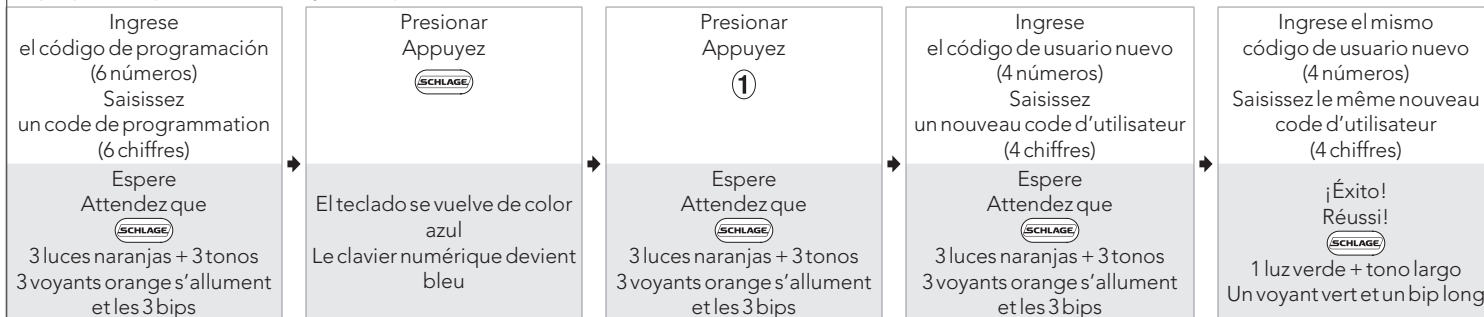 Ingrese
el código de programación
(6 números)
Saisissez
un code de programmation
(6 chiffres)
Espere
Attendez que
SCHLAGE
3 luces naranjas + 3 tonos
3 voyants orange s'allument
et les 3 bips
Presionar
Appuyez
SCHLAGE
El teclado se vuelve de color
azul
Le clavier numérique devient
bleu
Presionar
Appuyez
1
Espere
Attendez que
SCHLAGE
3 luces naranjas + 3 tonos
3 voyants orange s'allument
et les 3 bips
Ingrese
el código de usuario nuevo
(4 números)
Saisissez
un nouveau code d'utilisateur
(4 chiffres)
Espere
Attendez que
SCHLAGE
3 luces naranjas + 3 tonos
3 voyants orange s'allument
et les 3 bips
Ingrese el mismo
código de usuario nuevo
(4 números)
Saisissez le même nouveau
code d'utilisateur
(4 chiffres)
¡Éxito!
Réussi!
SCHLAGE
1 luz verde + tono largo
Un voyant vert et un bip long